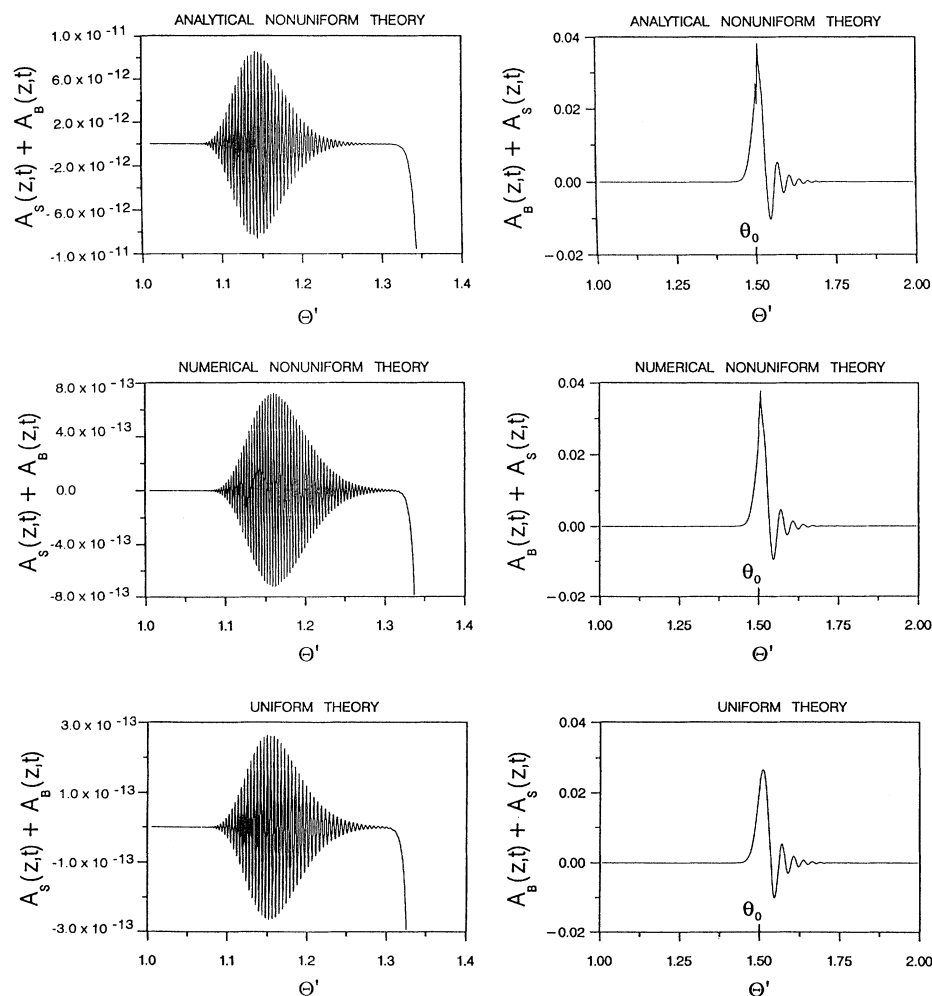 ANALYTICAL NONUNIFORM THEORY
A_S(z,t) + A_B(z,t)
1.0 x 10^-11
6.0 x 10^-12
2.0 x 10^-12
-2.0 x 10^-12
-6.0 x 10^-12
-1.0 x 10^-11
1.0 1.1 1.2 1.3 1.4
Θ'
ANALYTICAL NONUNIFORM THEORY
A_B(z,t) + A_S(z,t)
0.04
0.02
0.00
-0.02
θ_0
1.00 1.25 1.50 1.75 2.00
Θ'
NUMERICAL NONUNIFORM THEORY
A_S(z,t) + A_B(z,t)
8.0 x 10^-13
4.0 x 10^-13
0.0
-4.0 x 10^-13
-8.0 x 10^-13
1.0 1.1 1.2 1.3 1.4
Θ'
NUMERICAL NONUNIFORM THEORY
A_B(z,t) + A_S(z,t)
0.04
0.02
0.00
-0.02
θ_0
1.00 1.25 1.50 1.75 2.00
Θ'
UNIFORM THEORY
A_S(z,t) + A_B(z,t)
3.0 x 10^-13
1.0 x 10^-13
-1.0 x 10^-13
-3.0 x 10^-13
1.0 1.1 1.2 1.3 1.4
Θ'
UNIFORM THEORY
A_B(z,t) + A_S(z,t)
0.04
0.02
0.00
-0.02
θ_0
1.00 1.25 1.50 1.75 2.00
Θ'